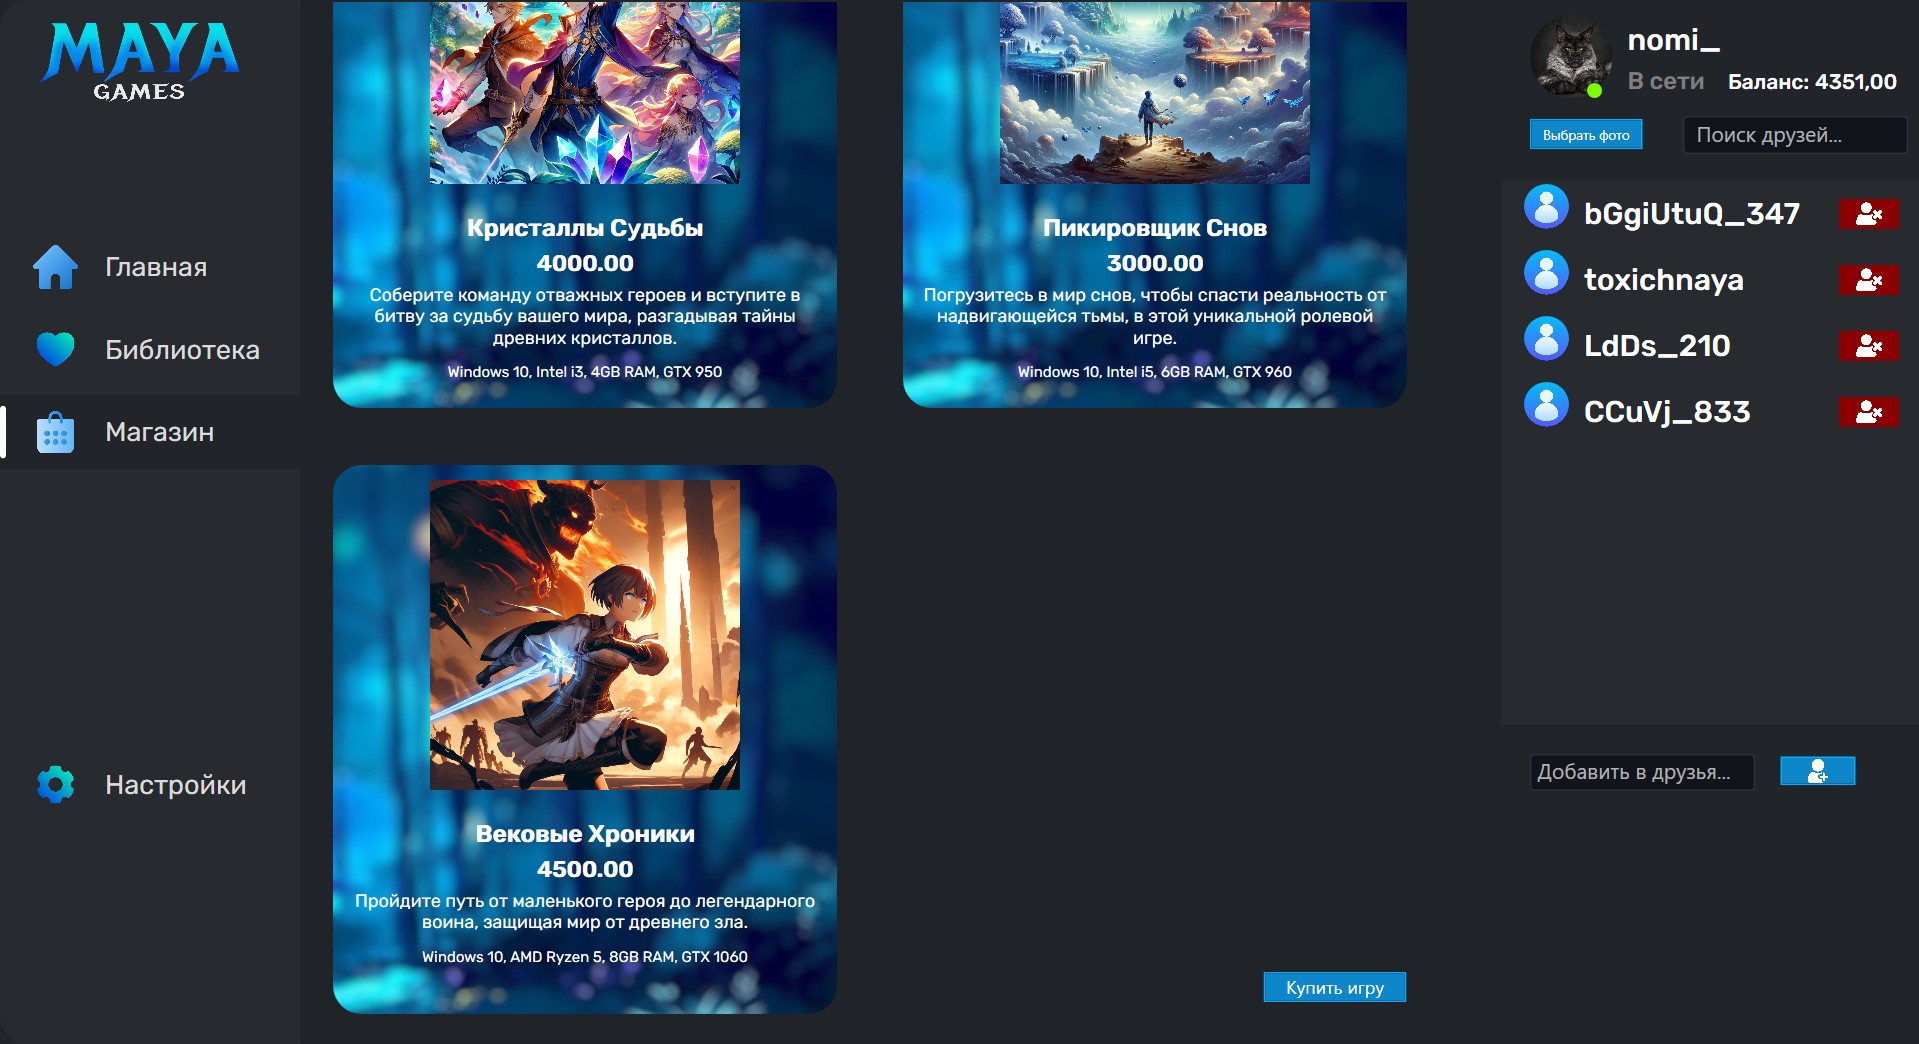 MAYA
GAMES
Главная
Библиотека
Магазин
Настройки
Кристаллы Судьбы
4000.00
Соберите команду отважных героев и вступите в
битву за судьбу вашего мира, разгадывая тайны
древних кристаллов.
Windows 10, Intel i3, 4GB RAM, GTX 950
Пикировщик Снов
3000.00
Погрузитесь в мир снов, чтобы спасти реальность от
надвигающейся тьмы, в этой уникальной ролевой
игре.
Windows 10, Intel i5, 6GB RAM, GTX 960
Вековые Хроники
4500.00
Пройдите путь от маленького героя до легендарного
воина, защищая мир от древнего зла.
Windows 10, AMD Ryzen 5, 8GB RAM, GTX 1060
Купить игру
nomi_
В сети Баланс: 4351,00
Выбрать фото
Поиск друзей...
bGgiUtuQ_347
toxichnaya
LdDs_210
CCuVj_833
Добавить в друзья...